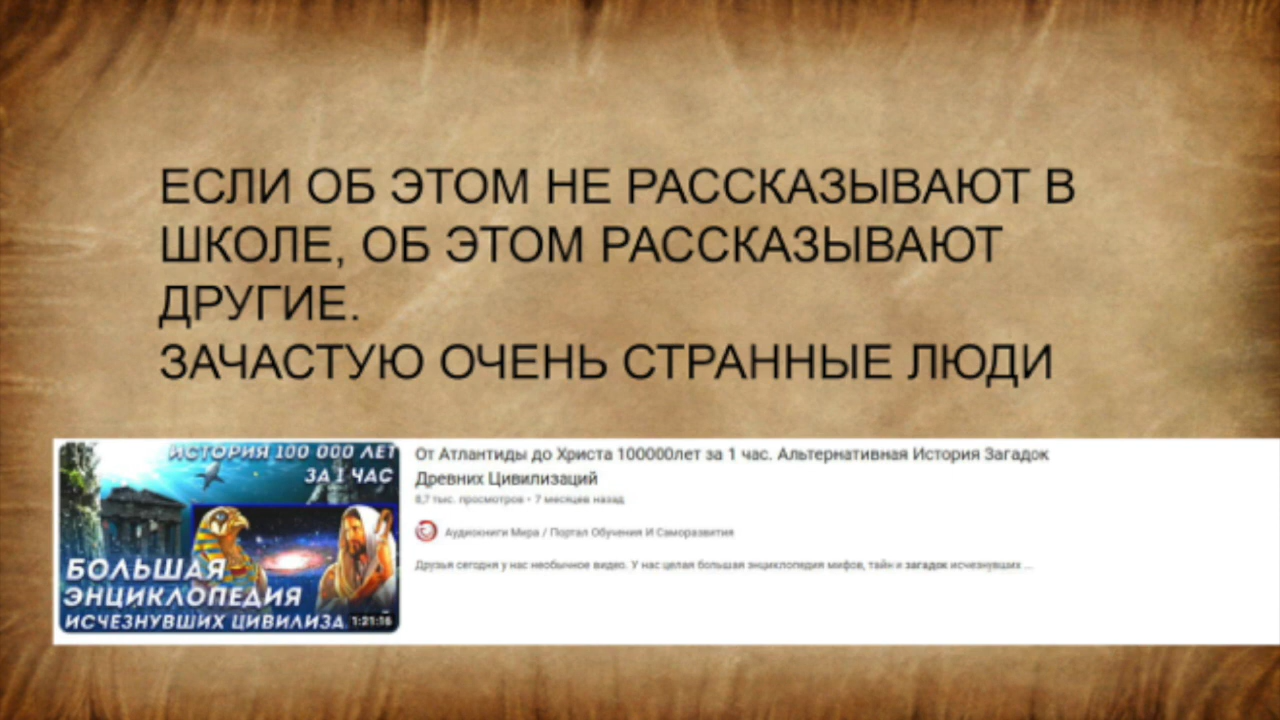 ЕСЛИ ОБ ЭТОМ НЕ РАССКАЗЫВАЮТ В
ШКОЛЕ, ОБ ЭТОМ РАССКАЗЫВАЮТ
ДРУГИЕ.
ЗАЧАСТУЮ ОЧЕНЬ СТРАННЫЕ ЛЮДИ
ИСТОРИЯ 100 000 ЛЕТ
ЗА 1 ЧАС
БОЛЬШАЯ
ЭНЦИКЛОПЕДИЯ
ИСЧЕЗНУВШИХ ЦИВИЛИЗА
1:21:16
От Атлантиды до Христа 100000лет за 1 час. Альтернативная История Загадок
Древних Цивилизаций
8,7 тыс. просмотров • 7 месяцев назад
Аудиокниги Мира / Портал Обучения И Саморазвития
Друзья сегодня у нас необычное видео. У нас целая большая энциклопедия мифов, тайн и загадок исчезнувших ...